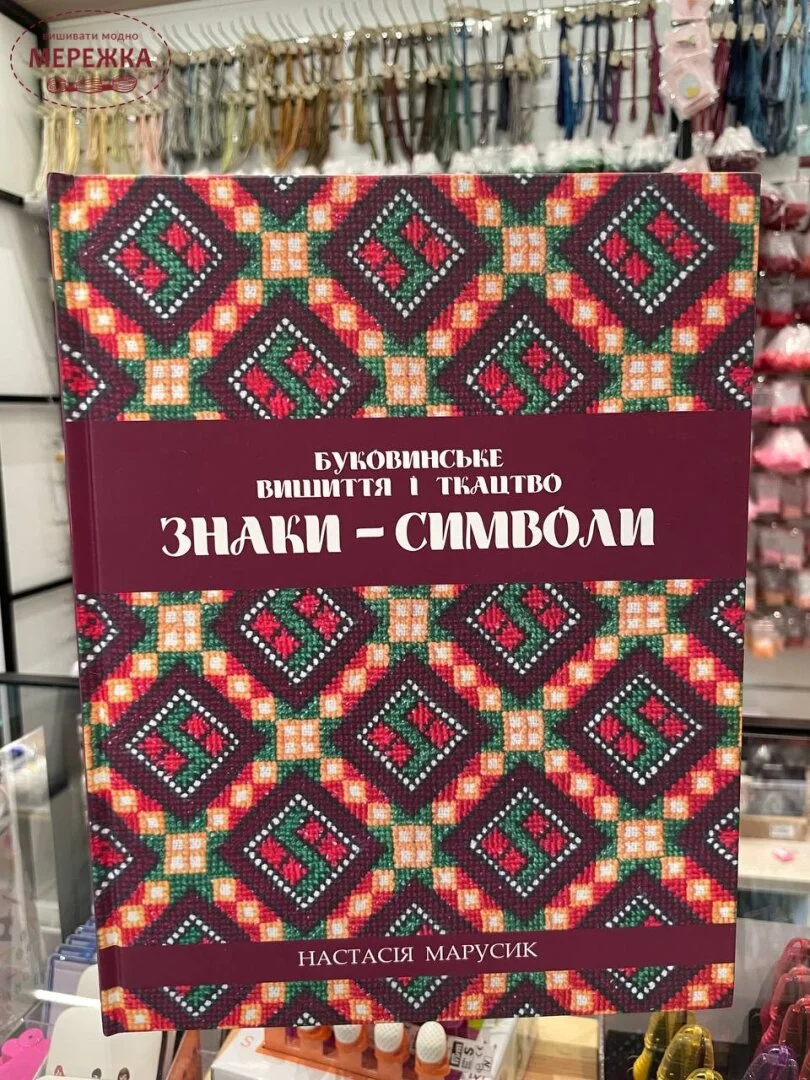 вишивати модно
МЕРЕЖКА
БУКОВИНСЬКЕ
ВИШИТТЯ І ТКАЦТВО
ЗНАКИ – СИМВОЛИ
НАСТАСІЯ МАРУСИК